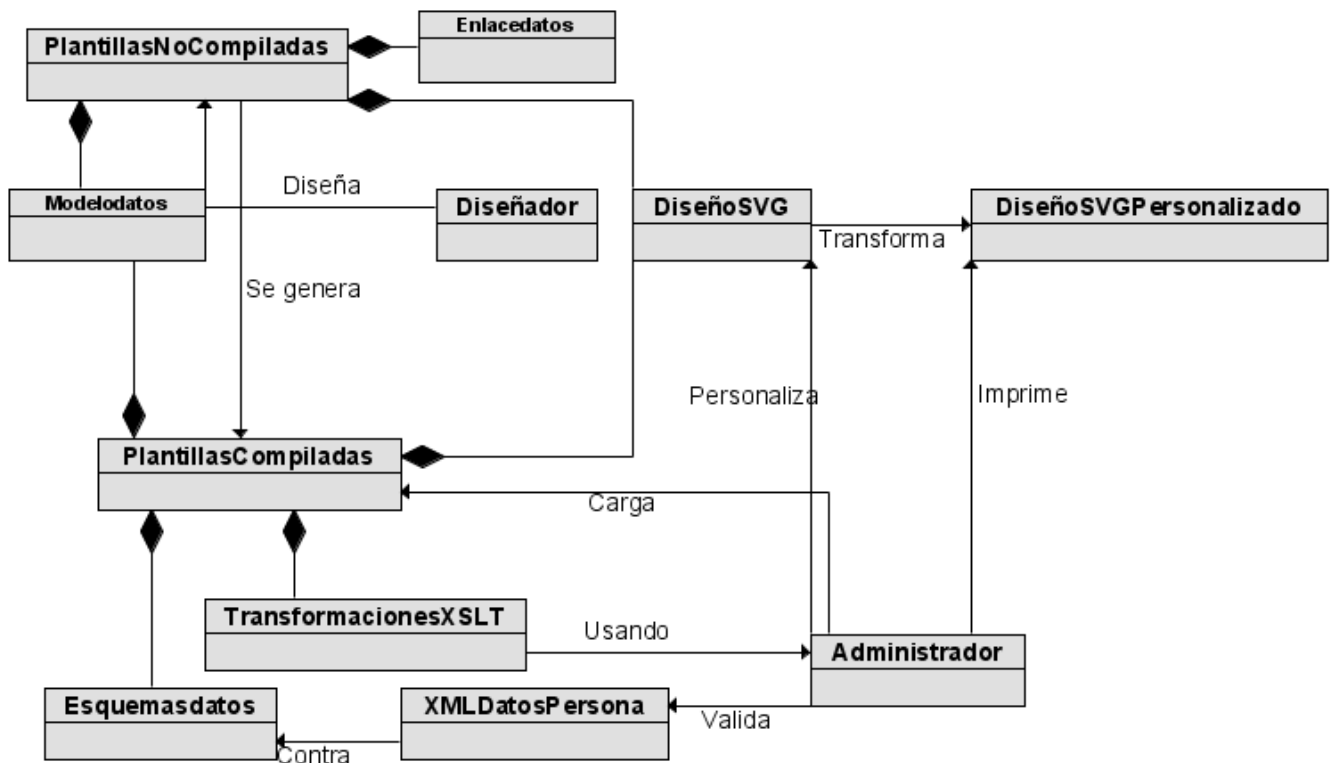 Enlacedatos
PlantillasNoCompiladas
Diseña
Modelodatos
Diseñador
DiseñoSVG
DiseñoSVGPersonalizado
Transforma
Se genera
Personaliza
Imprime
PlantillasCompiladas
Carga
TransformacionesXSLT
Usando
Administrador
Esquemasdatos
XMLDatosPersona
Valida
Contra